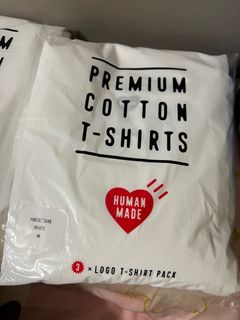 PREMIUM
COTTON
T-SHIRTS
HUMAN
MADE
WHITE
M
3 × LOGO T-SHIRT PACK